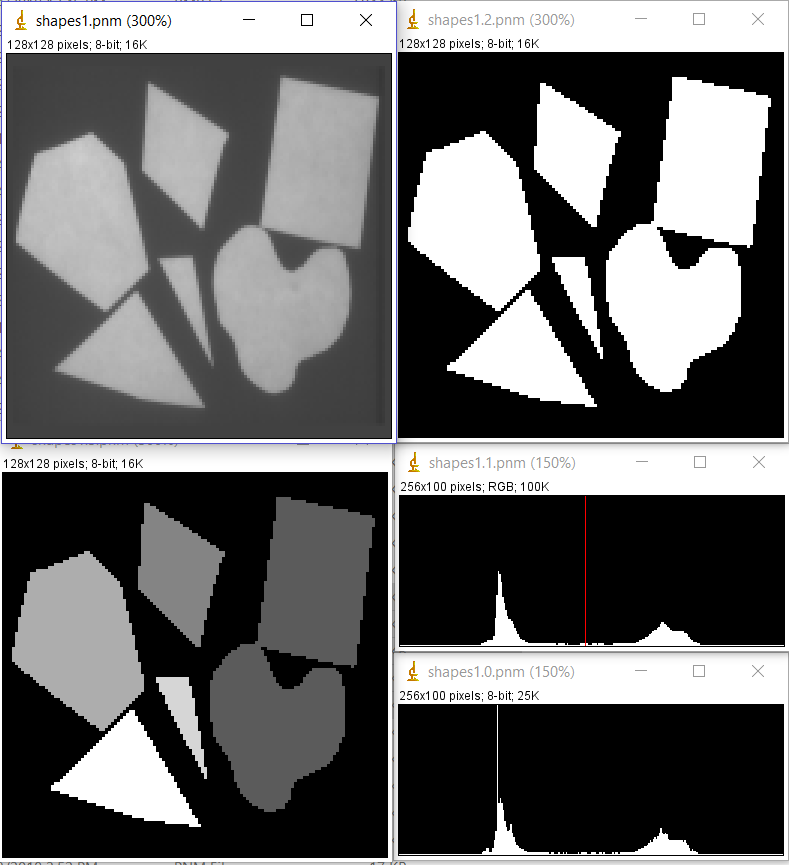 shapes1.pnm (300%)
128x128 pixels; 8-bit; 16K
shapes1.2.pnm (300%)
128x128 pixels; 8-bit; 16K
128x128 pixels; 8-bit; 16K
shapes1.1.pnm (150%)
256x100 pixels; RGB; 100K
shapes1.0.pnm (150%)
256x100 pixels; 8-bit; 25K